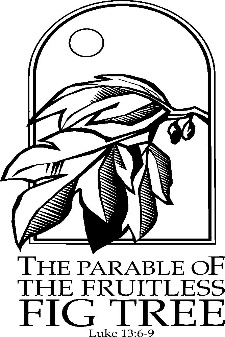 THE PARABLE OF
THE FRUITLESS
FIG TREE
Luke 13:6-9